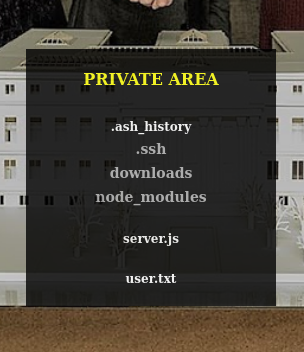 PRIVATE AREA
.ash_history
.ssh
downloads
node_modules
server.js
user.txt